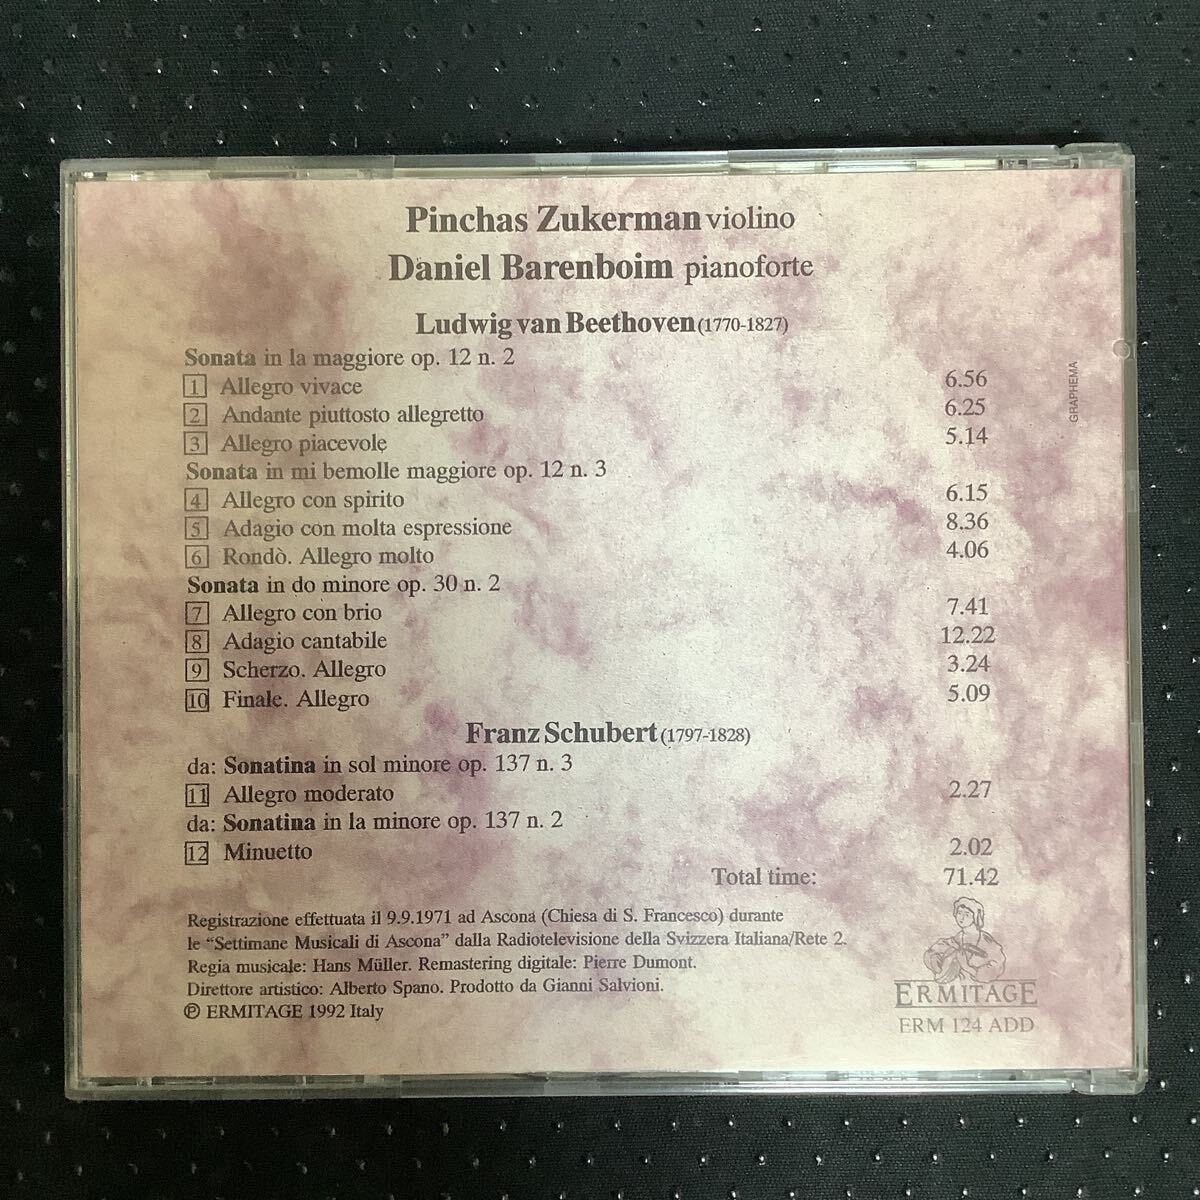 Pinchas Zukerman violino
Daniel Barenboim pianoforte
Ludwig van Beethoven (1770-1827)
Sonata in la maggiore op. 12 n. 2
1 Allegro vivace 6.56
2 Andante piuttosto allegretto 6.25
3 Allegro piacevole 5.14
Sonata in mi bemolle maggiore op. 12 n. 3
4 Allegro con spirito 6.15
5 Adagio con molta espressione 8.36
6 Rondò. Allegro molto 4.06
Sonata in do minore op. 30 n. 2
7 Allegro con brio 7.41
8 Adagio cantabile 12.22
9 Scherzo. Allegro 3.24
10 Finale. Allegro 5.09
Franz Schubert (1797-1828)
da: Sonatina in sol minore op. 137 n. 3
11 Allegro moderato 2.27
da: Sonatina in la minore op. 137 n. 2
12 Minuetto 2.02
Total time: 71.42
Registrazione effettuata il 9.9.1971 ad Ascona (Chiesa di S. Francesco) durante
le “Settimane Musicali di Ascona” dalla Radiotelevisione della Svizzera Italiana/Rete 2.
Regia musicale: Hans Müller. Remastering digitale: Pierre Dumont.
Direttore artistico: Alberto Spano. Prodotto da Gianni Salvioni.
℗ ERMITAGE 1992 Italy
ERMITAGE
ERM 124 ADD
GRAPHEMA